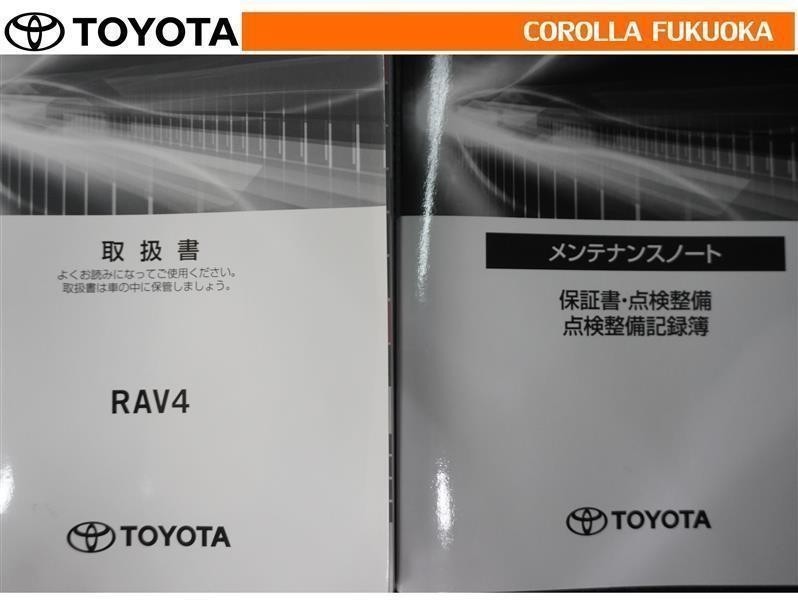 TOYOTA
COROLLA FUKUOKA
取扱書
よくお読みになってご使用ください。
取扱書は車の中に保管しましょう。
RAV4
TOYOTA
メンテナンスノート
保証書・点検整備
点検整備記録簿
TOYOTA